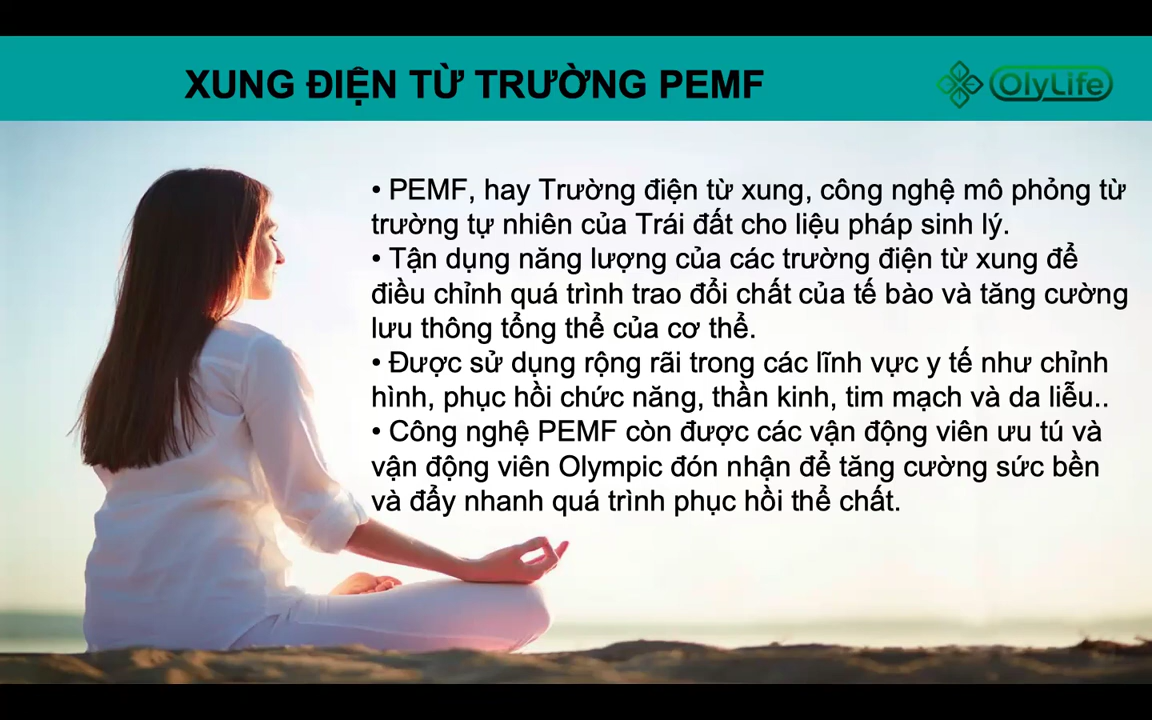 XUNG ĐIỆN TỪ TRƯỜNG PEMF
OlyLife
• PEMF, hay Trường điện từ xung, công nghệ mô phỏng từ
trường tự nhiên của Trái đất cho liệu pháp sinh lý.
• Tận dụng năng lượng của các trường điện từ xung để
điều chỉnh quá trình trao đổi chất của tế bào và tăng cường
lưu thông tổng thể của cơ thể.
• Được sử dụng rộng rãi trong các lĩnh vực y tế như chỉnh
hình, phục hồi chức năng, thần kinh, tim mạch và da liễu..
• Công nghệ PEMF còn được các vận động viên ưu tú và
vận động viên Olympic đón nhận để tăng cường sức bền
và đẩy nhanh quá trình phục hồi thể chất.